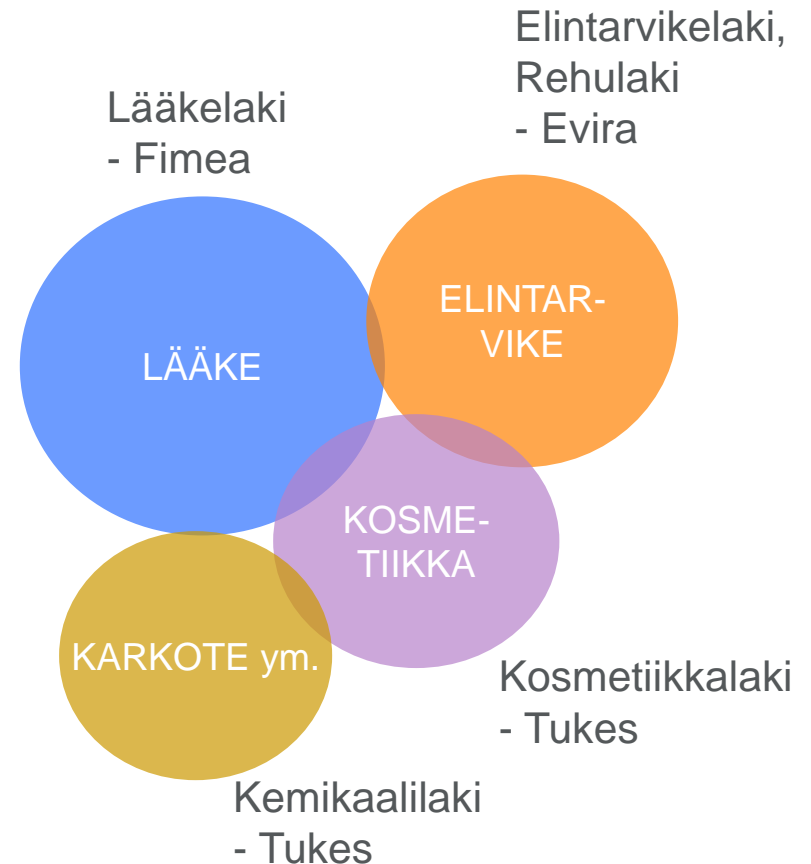 Elintarvikelaki,
Rehulaki
- Evira
Lääkelaki
- Fimea
ELINTAR-
VIKE
LÄÄKE
KOSME-
TIIKKA
KARKOTE ym.
Kosmetiikkalaki
- Tukes
Kemikaalilaki
- Tukes